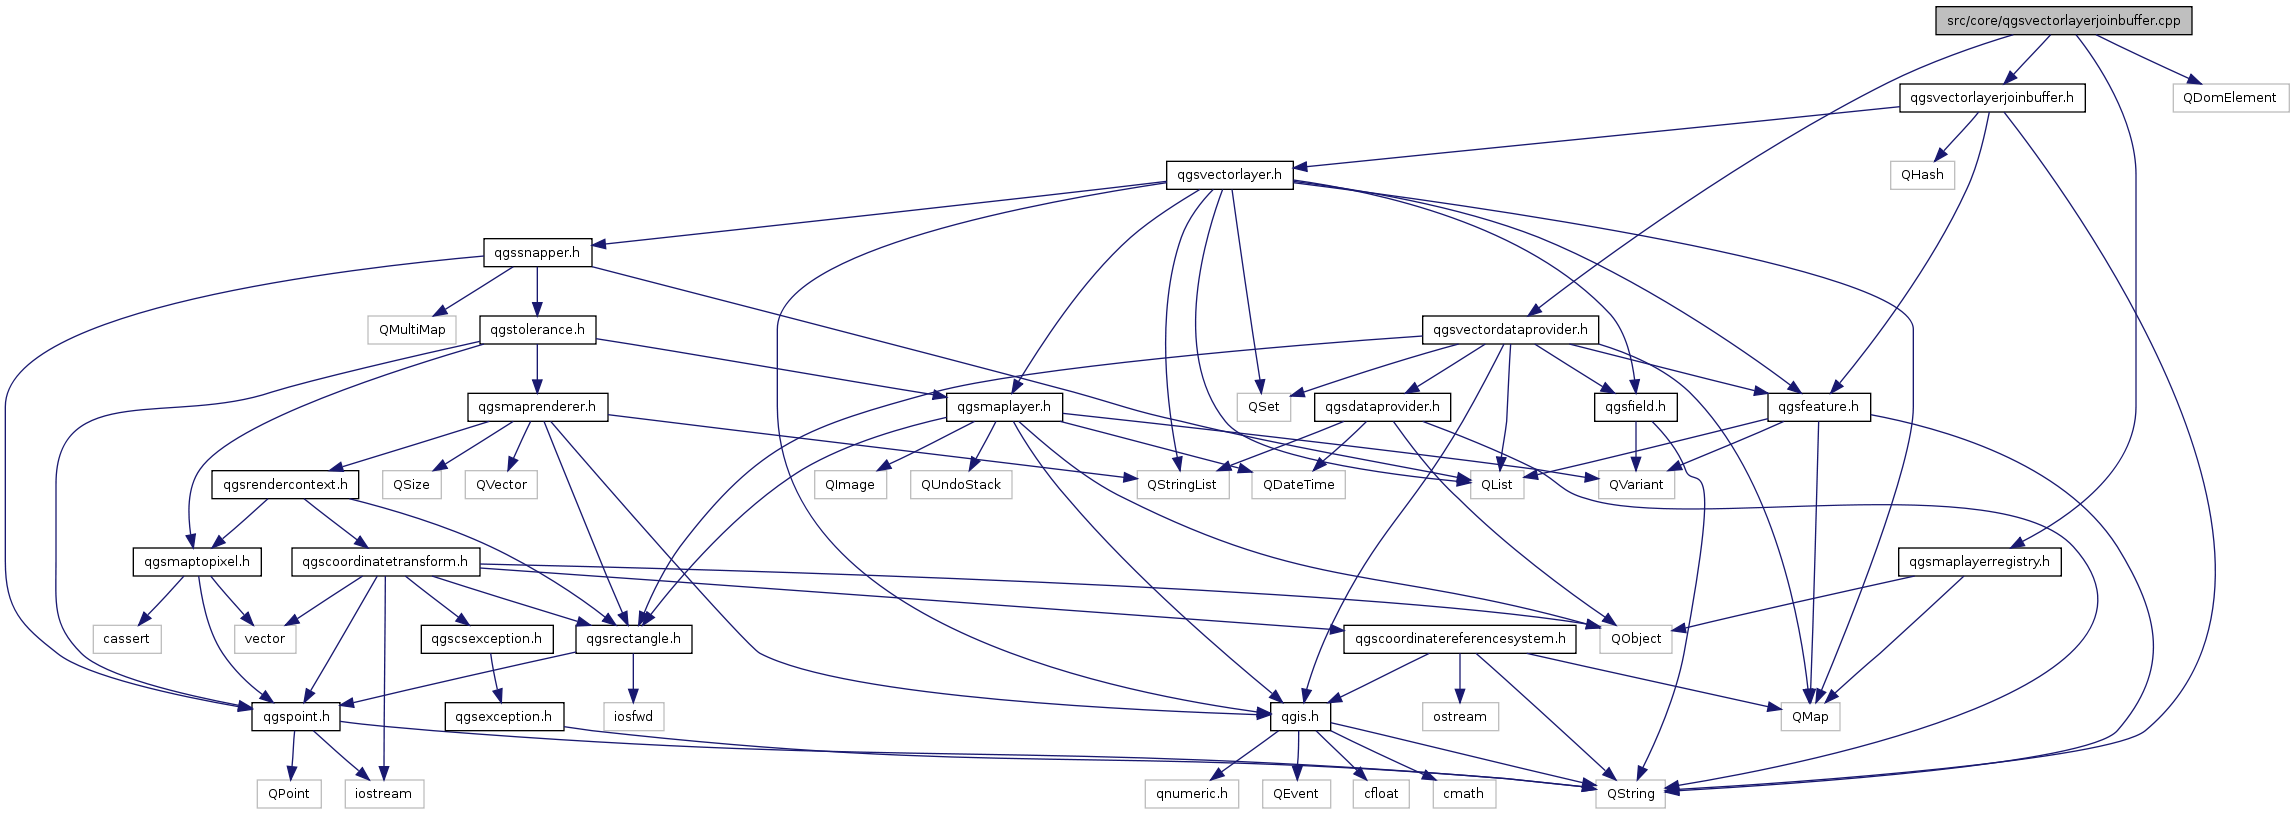 src/core/qgsvectorlayerjoinbuffer.cpp
qgsvectorlayerjoinbuffer.h
QDomElement
qgsvectorlayer.h
QHash
qgssnapper.h
QMultiMap
qgstolerance.h
qgsvectordataprovider.h
qgsmaprenderer.h
qgsmaplayer.h
QSet
qgsdataprovider.h
qgsfield.h
qgsfeature.h
qgsrendercontext.h
QSize
QVector
QImage
QUndoStack
QStringList
QDateTime
QList
QVariant
qgsmaptopixel.h
qgscoordinatetransform.h
qgsmaplayerregistry.h
cassert
vector
qgscsexception.h
qgsrectangle.h
qgscoordinatereferencesystem.h
QObject
qgspoint.h
qgsexception.h
iosfwd
qgis.h
ostream
QMap
QPoint
iostream
qnumeric.h
QEvent
cfloat
cmath
QString